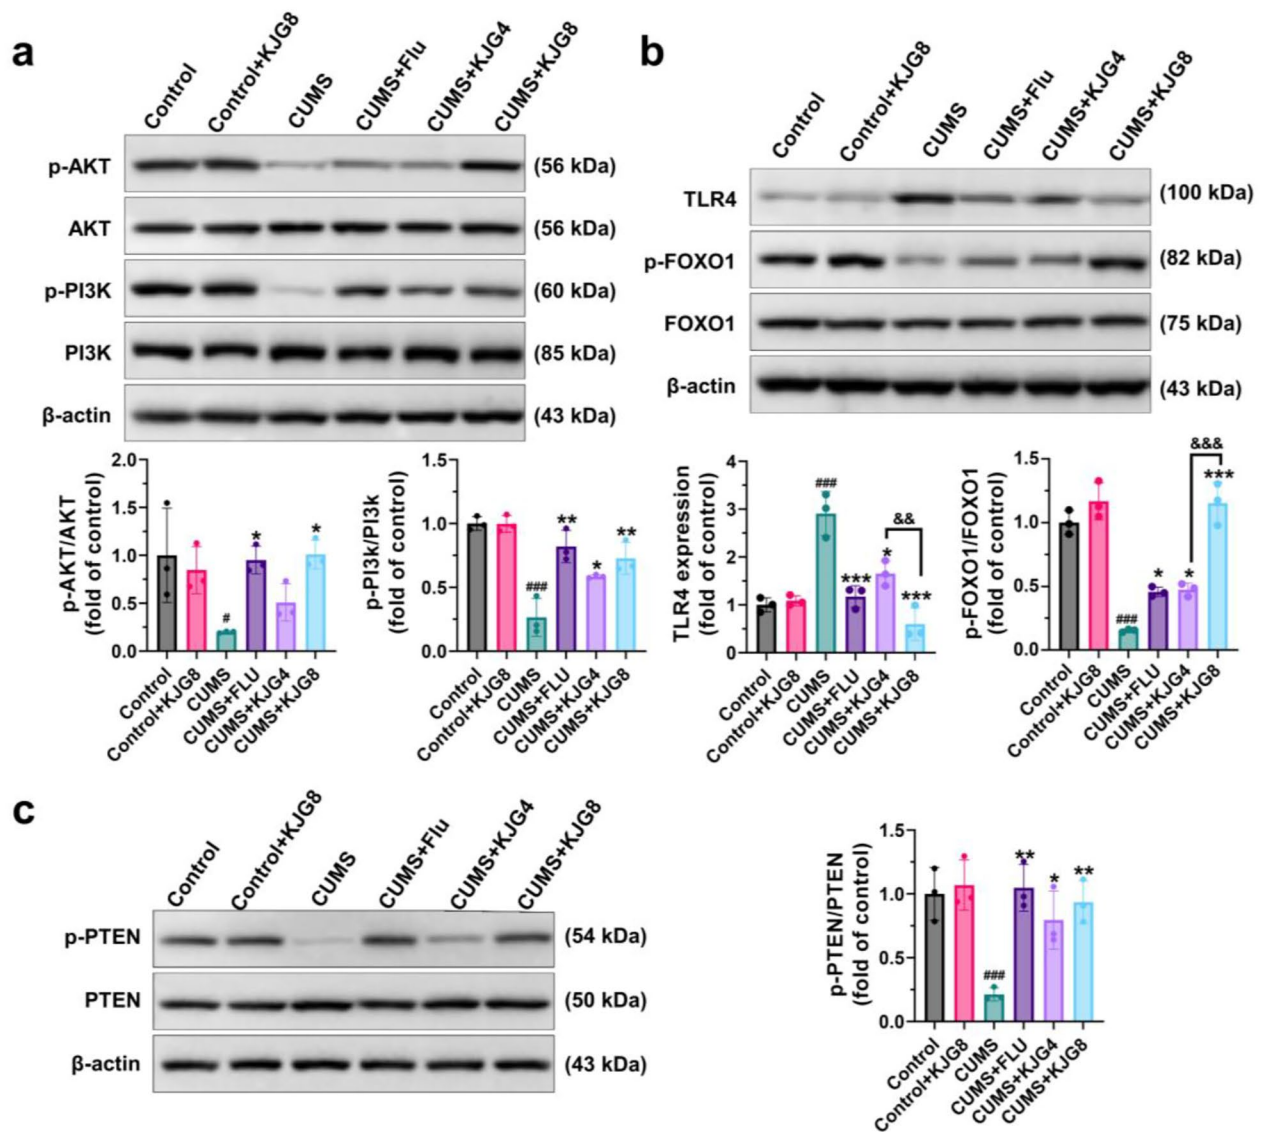 a
Control
Control+KJG8
CUMS
CUMS+Flu
CUMS+KJG4
CUMS+KJG8
p-AKT
(56 kDa)
AKT
(56 kDa)
p-PI3K
(60 kDa)
PI3K
(85 kDa)
β-actin
(43 kDa)
p-AKT/AKT
(fold of control)
2.0
1.5
1.0
0.5
0.0
#
*
*
Control
Control+KJG8
CUMS
CUMS+FLU
CUMS+KJG4
CUMS+KJG8
p-PI3k/PI3k
(fold of control)
1.5
1.0
0.5
0.0
###
**
*
**
Control
Control+KJG8
CUMS
CUMS+FLU
CUMS+KJG4
CUMS+KJG8
b
Control
Control+KJG8
CUMS
CUMS+Flu
CUMS+KJG4
CUMS+KJG8
TLR4
(100 kDa)
p-FOXO1
(82 kDa)
FOXO1
(75 kDa)
β-actin
(43 kDa)
TLR4 expression
(fold of control)
4
3
2
1
0
###
***
*
&&
***
Control
Control+KJG8
CUMS
CUMS+FLU
CUMS+KJG4
CUMS+KJG8
p-FOXO1/FOXO1
(fold of control)
1.5
1.0
0.5
0.0
###
*
*
&&&
***
Control
Control+KJG8
CUMS
CUMS+FLU
CUMS+KJG4
CUMS+KJG8
c
Control
Control+KJG8
CUMS
CUMS+Flu
CUMS+KJG4
CUMS+KJG8
p-PTEN
(54 kDa)
PTEN
(50 kDa)
β-actin
(43 kDa)
p-PTEN/PTEN
(fold of control)
1.5
1.0
0.5
0.0
###
**
*
**
Control
Control+KJG8
CUMS
CUMS+FLU
CUMS+KJG4
CUMS+KJG8